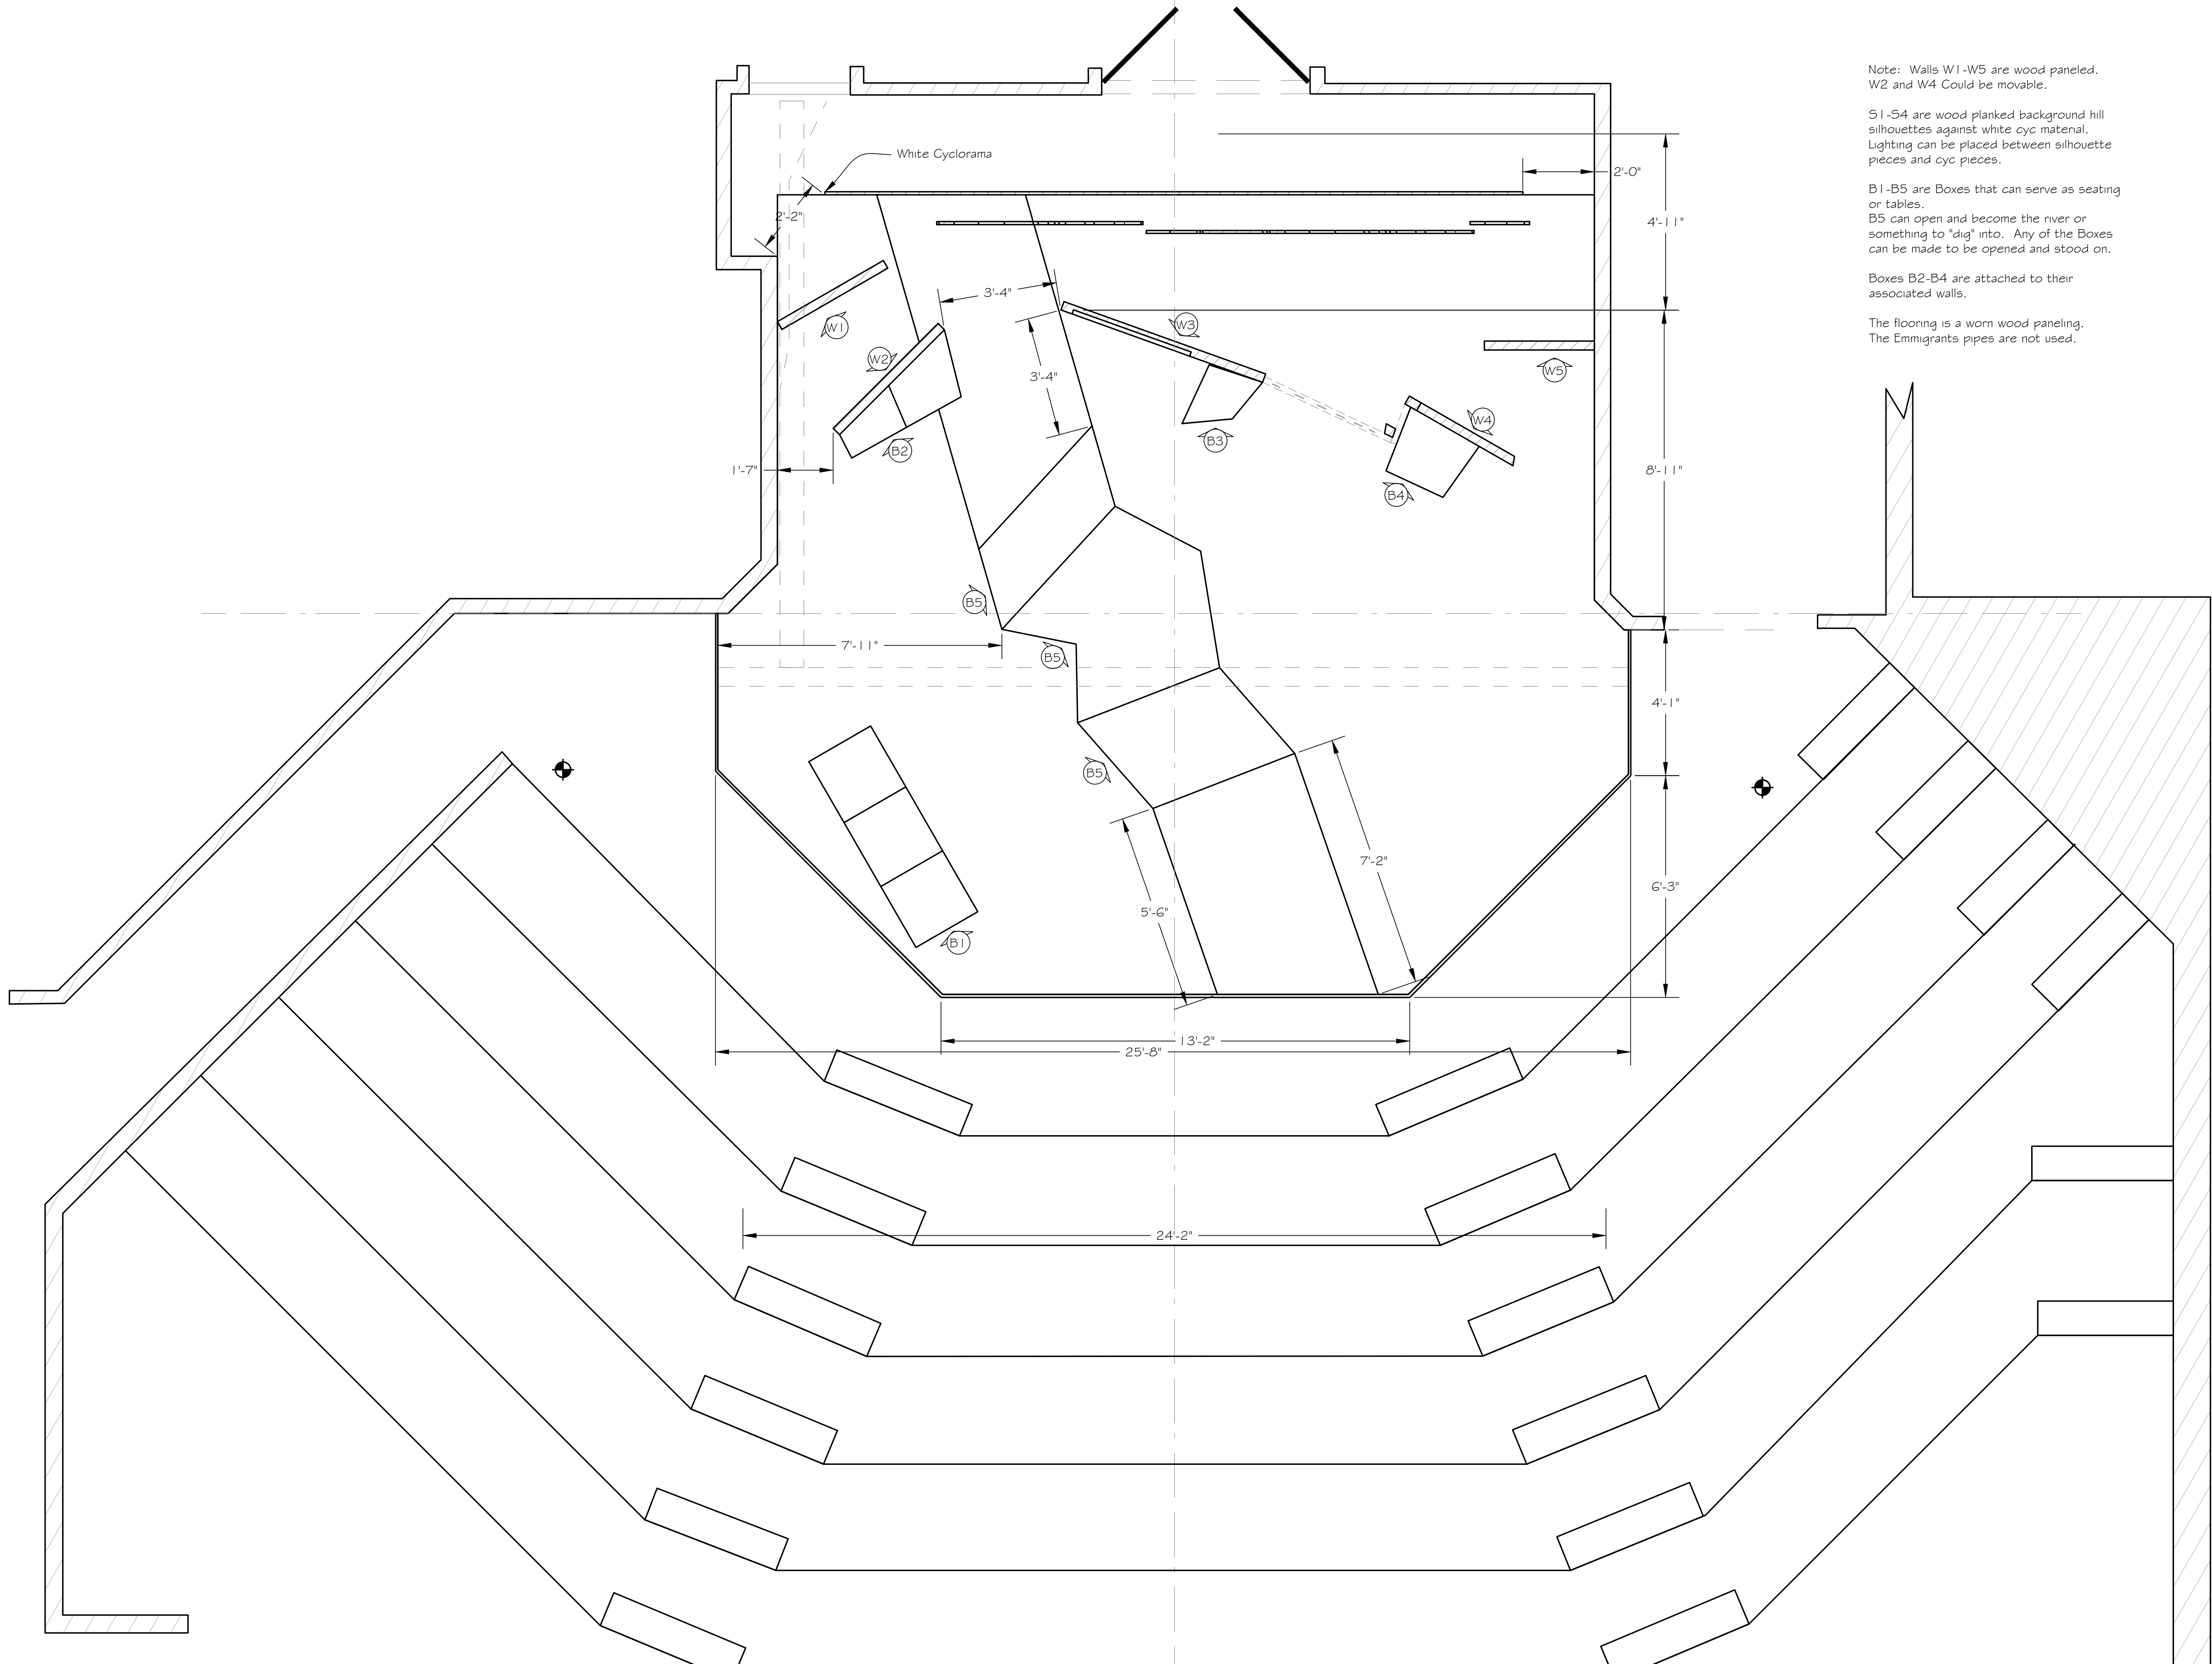 Note: Walls W1-W5 are wood paneled.
W2 and W4 Could be movable.
S1-S4 are wood planked background hill
silhouettes against white cyc material.
Lighting can be placed between silhouette
pieces and cyc pieces.
B1-B5 are Boxes that can serve as seating
or tables.
B5 can open and become the river or
something to "dig" into. Any of the Boxes
can be made to be opened and stood on.
Boxes B2-B4 are attached to their
associated walls.
The flooring is a worn wood paneling.
The Emmigrants pipes are not used.
White Cyclorama
2'-0"
2'-2"
4'-11"
3'-4"
W1
W3
W2
W5
3'-4"
W4
B3
B2
1'-7"
8'-11"
B4
B5
7'-11"
B5
4'-1"
B5
7'-2"
6'-3"
5'-6"
B1
13'-2"
25'-8"
24'-2"